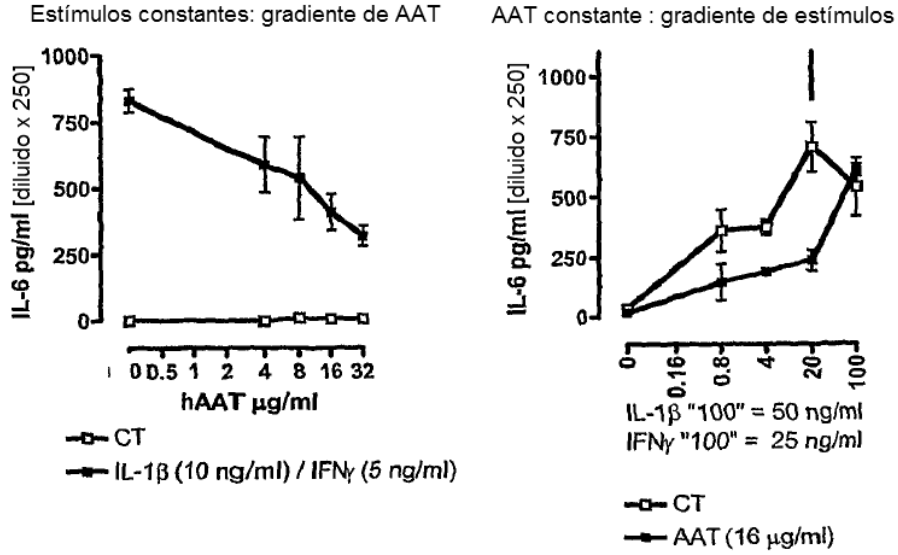 Estímulos constantes: gradiente de AAT
IL-6 pg/ml [diluido x 250]
1000
750
500
250
0
0 0.5 1 2 4 8 16 32
hAAT µg/ml
CT
IL-1β (10 ng/ml) / IFNγ (5 ng/ml)
AAT constante : gradiente de estímulos
IL-6 pg/ml [diluido x 250]
1000
750
500
250
0
0 0.16 0.8 4 20 100
IL-1β "100" = 50 ng/ml
IFNγ "100" = 25 ng/ml
CT
AAT (16 µg/ml)